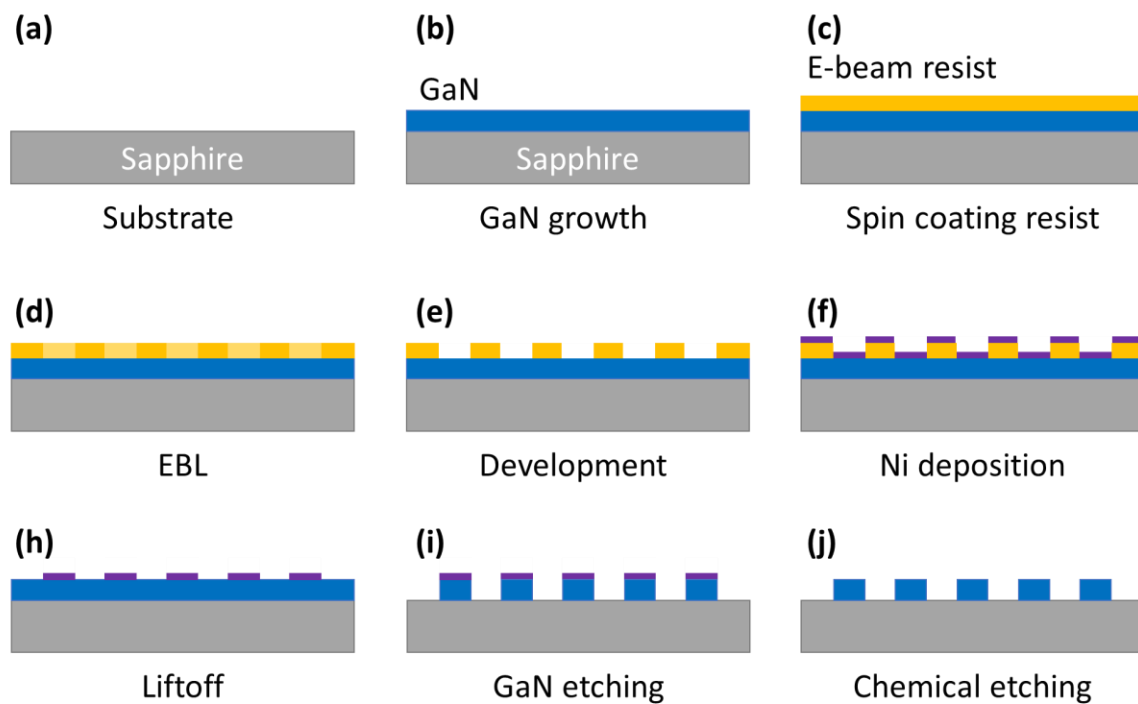 (a)
Sapphire
Substrate
(b)
GaN
Sapphire
GaN growth
(c)
E-beam resist
Spin coating resist
(d)
EBL
(e)
Development
(f)
Ni deposition
(h)
Liftoff
(i)
GaN etching
(j)
Chemical etching